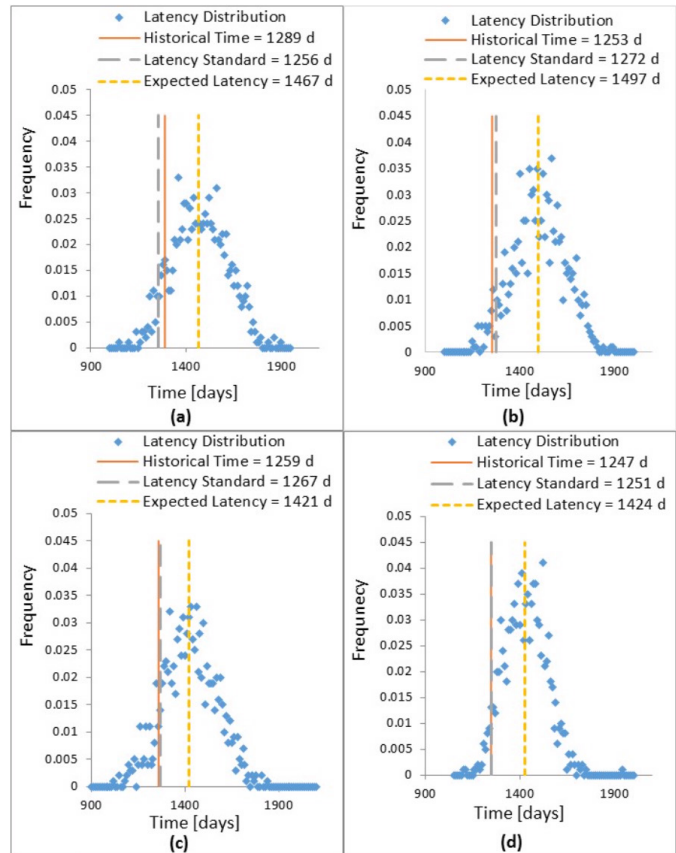 Latency Distribution
Historical Time = 1289 d
Latency Standard = 1256 d
Expected Latency = 1467 d
0.05
0.045
0.04
0.035
0.03
0.025
0.02
0.015
0.01
0.005
0
Frequency
900
1400
1900
Time [days]
(a)
Latency Distribution
Historical Time = 1253 d
Latency Standard = 1272 d
Expected Latency = 1497 d
0.05
0.045
0.04
0.035
0.03
0.025
0.02
0.015
0.01
0.005
0
Frequency
900
1400
1900
Time [days]
(b)
Latency Distribution
Historical Time = 1259 d
Latency Standard = 1267 d
Expected Latency = 1421 d
0.05
0.045
0.04
0.035
0.03
0.025
0.02
0.015
0.01
0.005
0
Frequency
900
1400
1900
Time [days]
(c)
Latency Distribution
Historical Time = 1247 d
Latency Standard = 1251 d
Expected Latency = 1424 d
0.05
0.045
0.04
0.035
0.03
0.025
0.02
0.015
0.01
0.005
0
Frequency
900
1400
1900
Time [days]
(d)